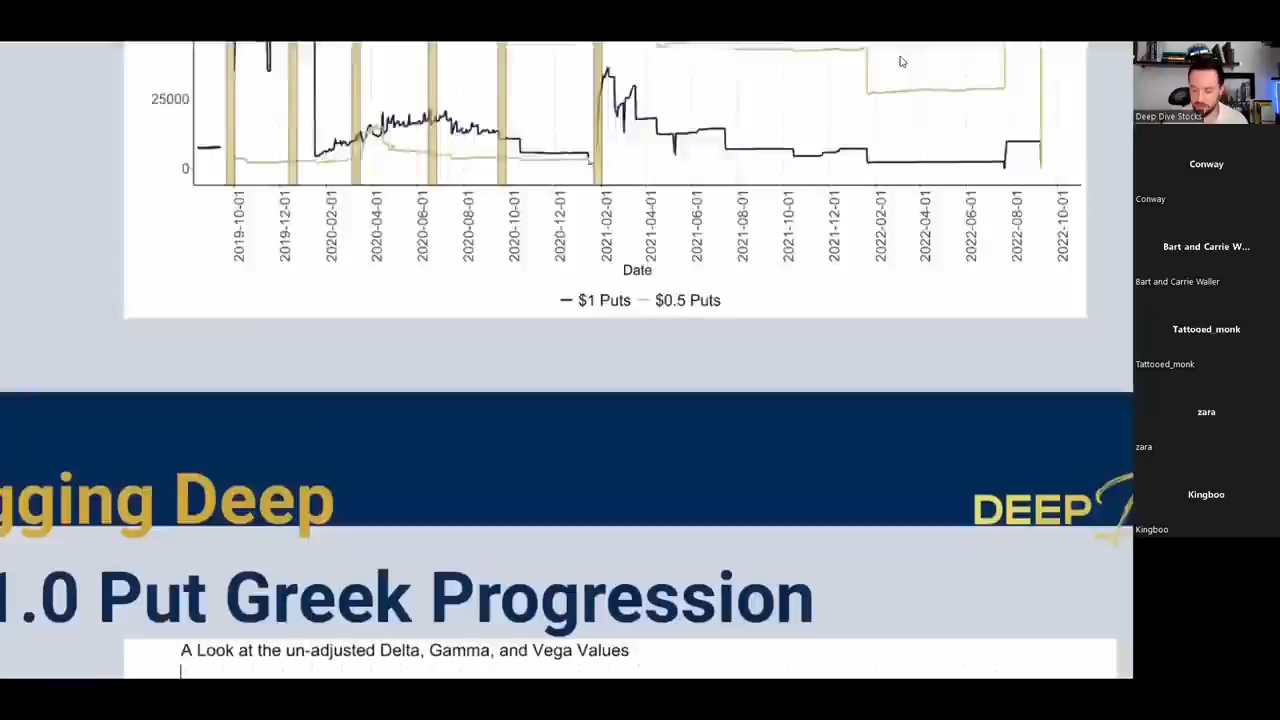 25000
0
2019-10-01
2019-12-01
2020-02-01
2020-04-01
2020-06-01
2020-08-01
2020-10-01
2020-12-01
2021-02-01
2021-04-01
2021-06-01
2021-08-01
2021-10-01
2021-12-01
2022-02-01
2022-04-01
2022-06-01
2022-08-01
2022-10-01
Date
$1 Puts
$0.5 Puts
gging Deep
DEEP
1.0 Put Greek Progression
A Look at the un-adjusted Delta, Gamma, and Vega Values
Deep Dive Stocks
Conway
Conway
Bart and Carrie W...
Bart and Carrie Waller
Tattooed_monk
Tattooed_monk
zara
zara
Kingboo
Kingboo